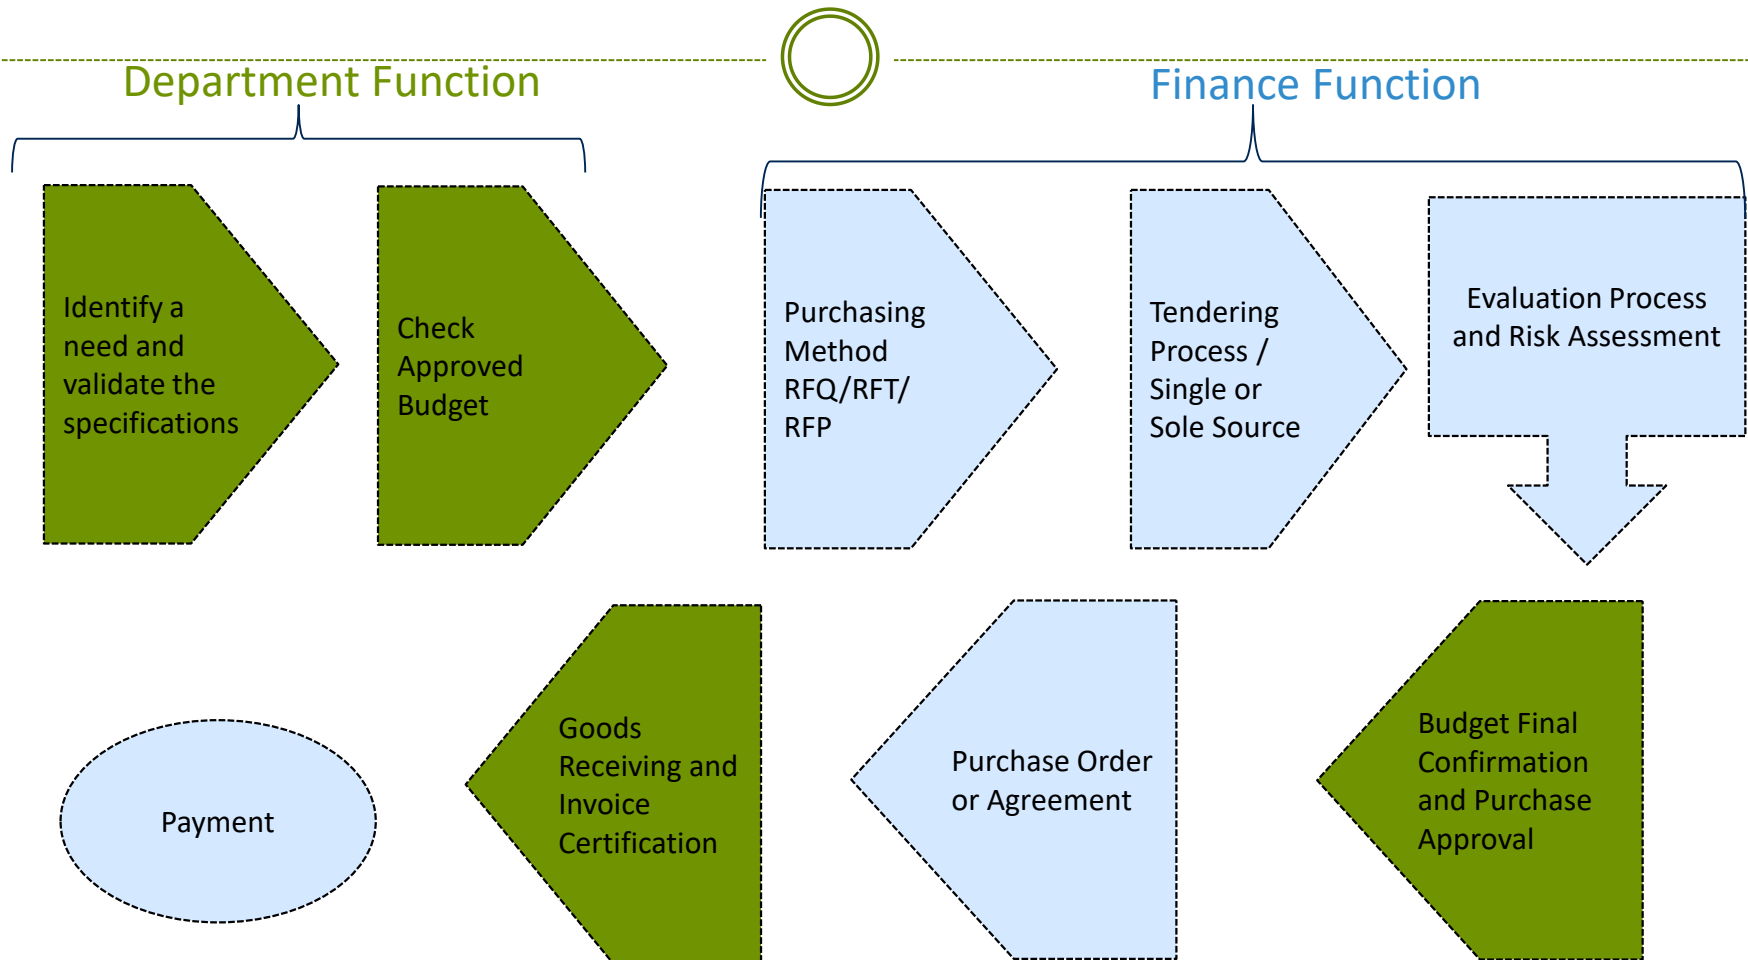 Department Function
Finance Function
Identify a
need and
validate the
specifications
Check
Approved
Budget
Purchasing
Method
RFQ/RFT/
RFP
Tendering
Process /
Single or
Sole Source
Evaluation Process
and Risk Assessment
Payment
Goods
Receiving and
Invoice
Certification
Purchase Order
or Agreement
Budget Final
Confirmation
and Purchase
Approval